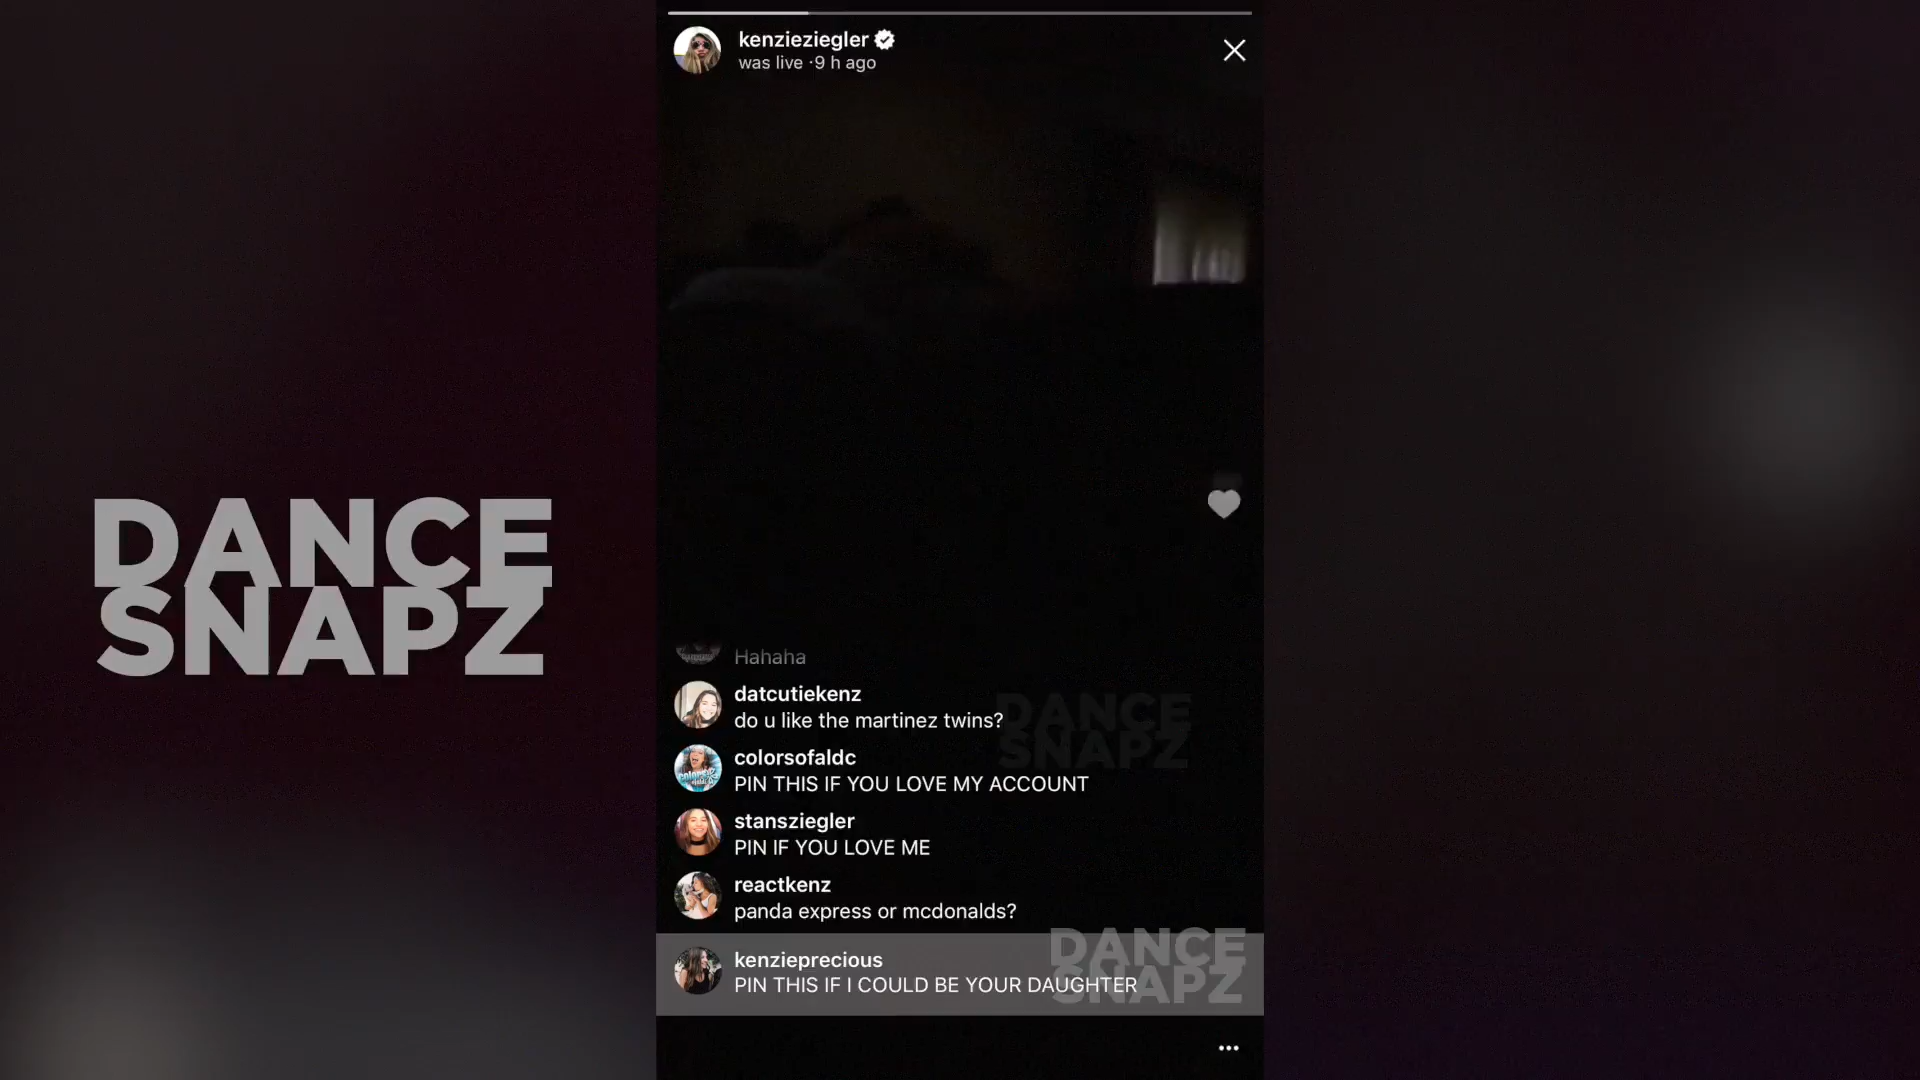 kenzieziegler
was live ·9 h ago
DANCE
SNAPZ
Hahaha
datcutiekenz
do u like the martinez twins?
DANCE
SNAPZ
colorsofaldc
PIN THIS IF YOU LOVE MY ACCOUNT
stansziegler
PIN IF YOU LOVE ME
reactkenz
panda express or mcdonalds?
kenzieprecious
PIN THIS IF I COULD BE YOUR DAUGHTER
DANCE
SNAPZ